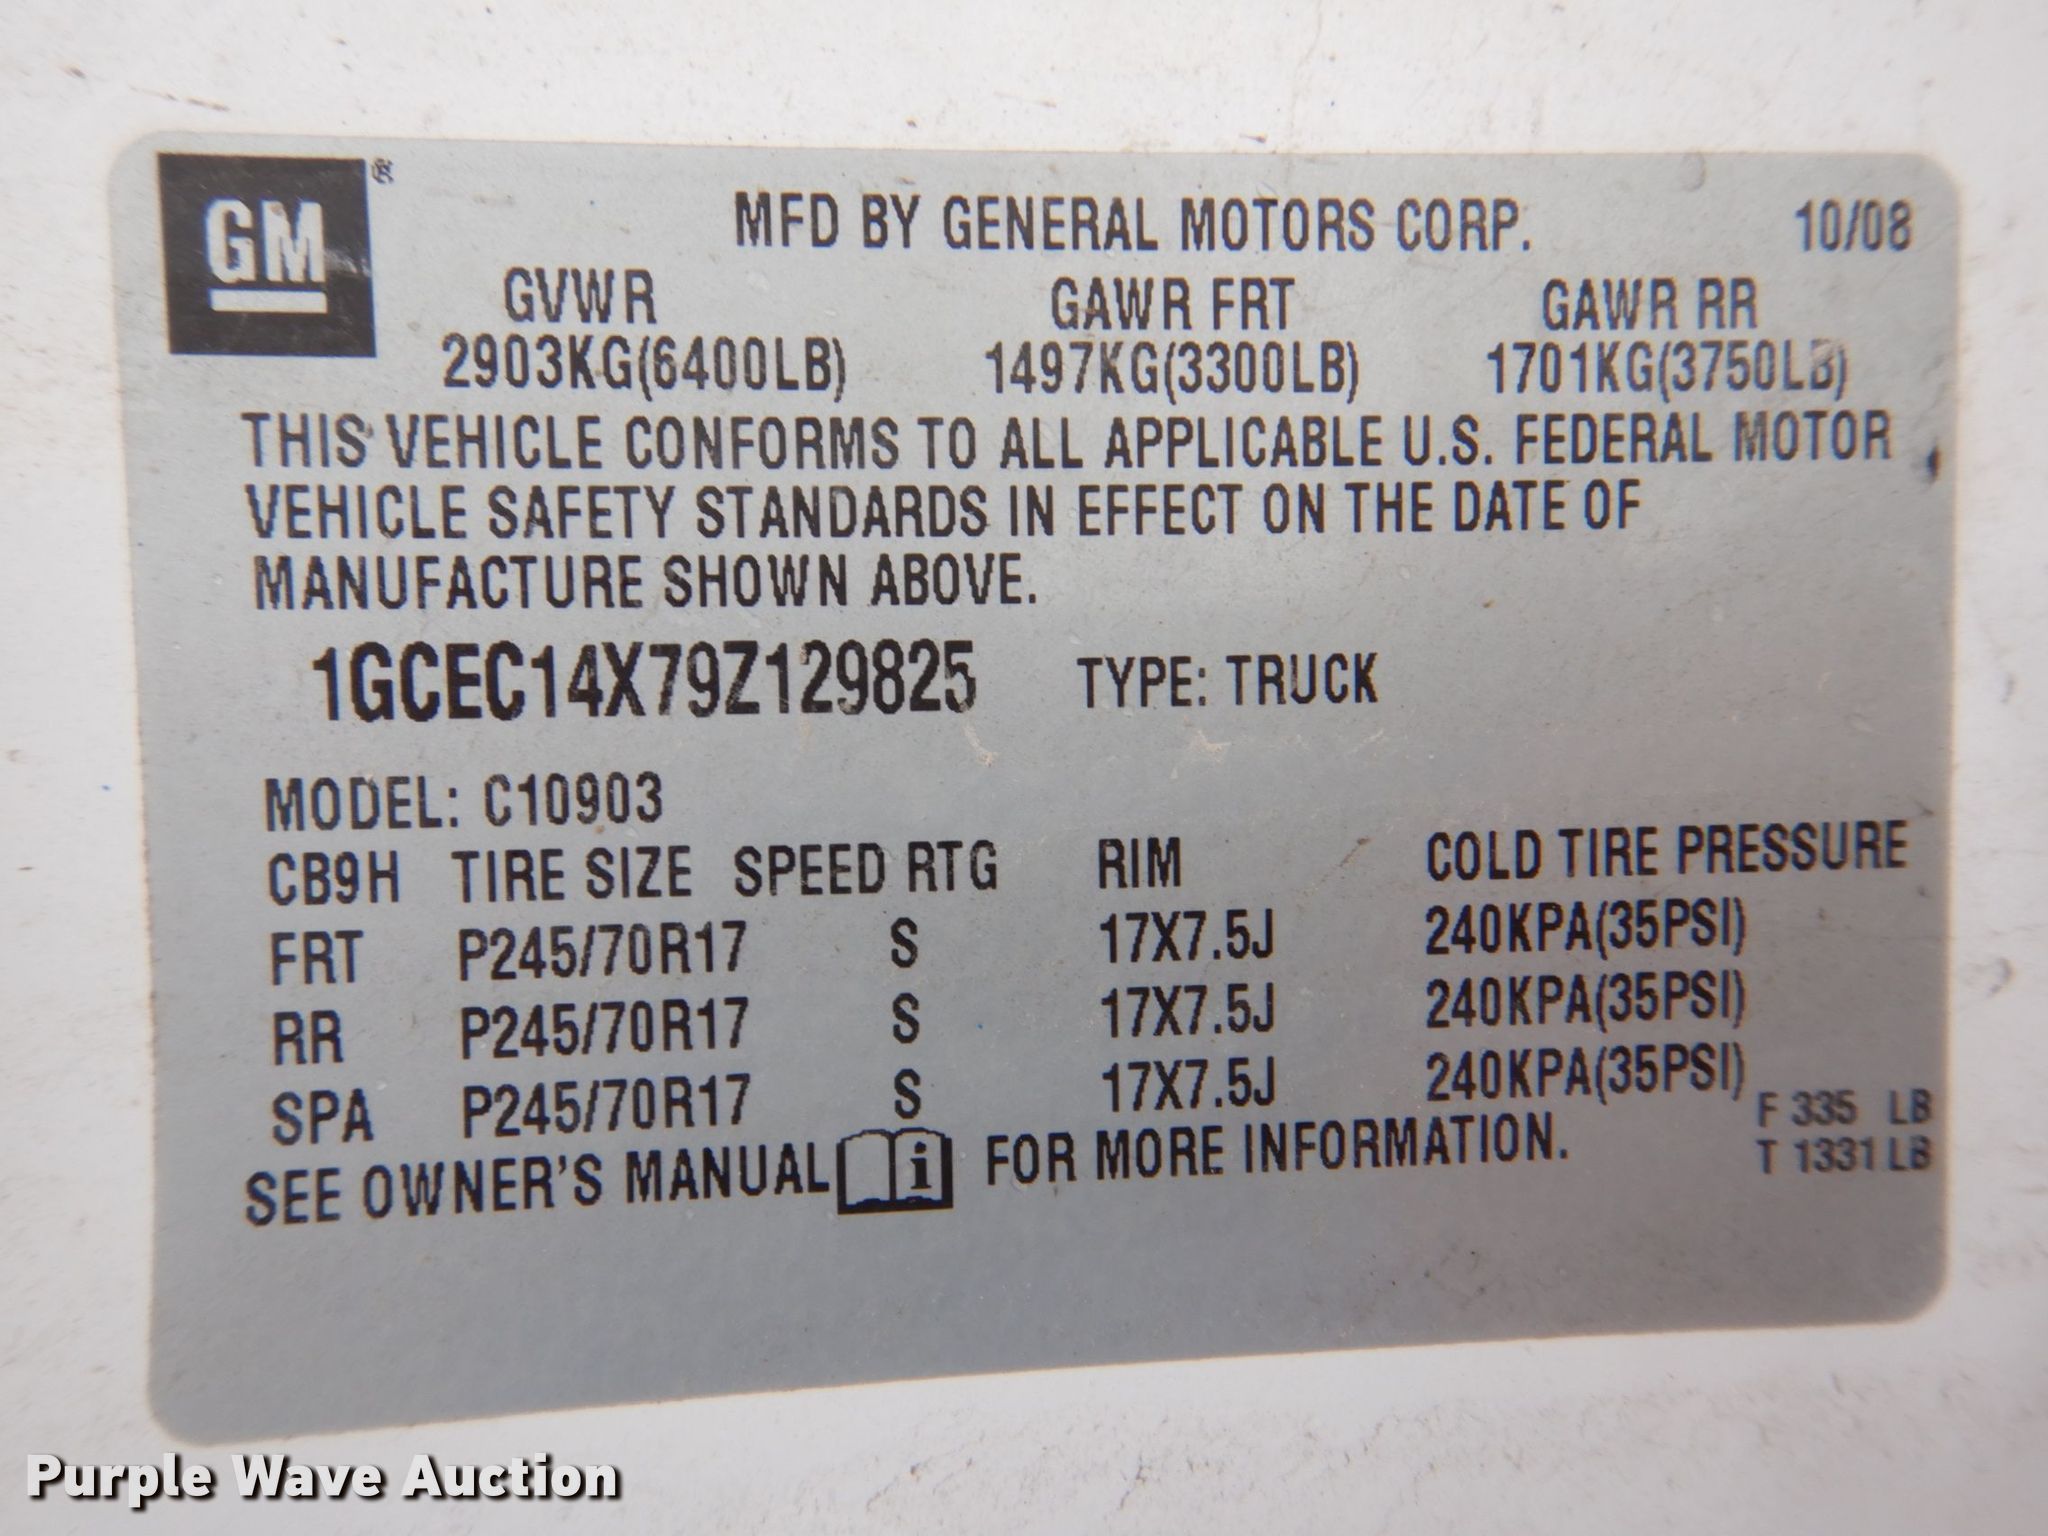 GM ®
MFD BY GENERAL MOTORS CORP. 10/08
GVWR GAWR FRT GAWR RR
2903KG(6400LB) 1497KG(3300LB) 1701KG(3750LB)
THIS VEHICLE CONFORMS TO ALL APPLICABLE U.S. FEDERAL MOTOR
VEHICLE SAFETY STANDARDS IN EFFECT ON THE DATE OF
MANUFACTURE SHOWN ABOVE.
1GCEC14X79Z129825 TYPE: TRUCK
MODEL: C10903
CB9H TIRE SIZE SPEED RTG RIM COLD TIRE PRESSURE
FRT P245/70R17 S 17X7.5J 240KPA(35PSI)
RR P245/70R17 S 17X7.5J 240KPA(35PSI)
SPA P245/70R17 S 17X7.5J 240KPA(35PSI)
F 335 LB
T 1331 LB
SEE OWNER'S MANUAL i FOR MORE INFORMATION.
Purple Wave Auction